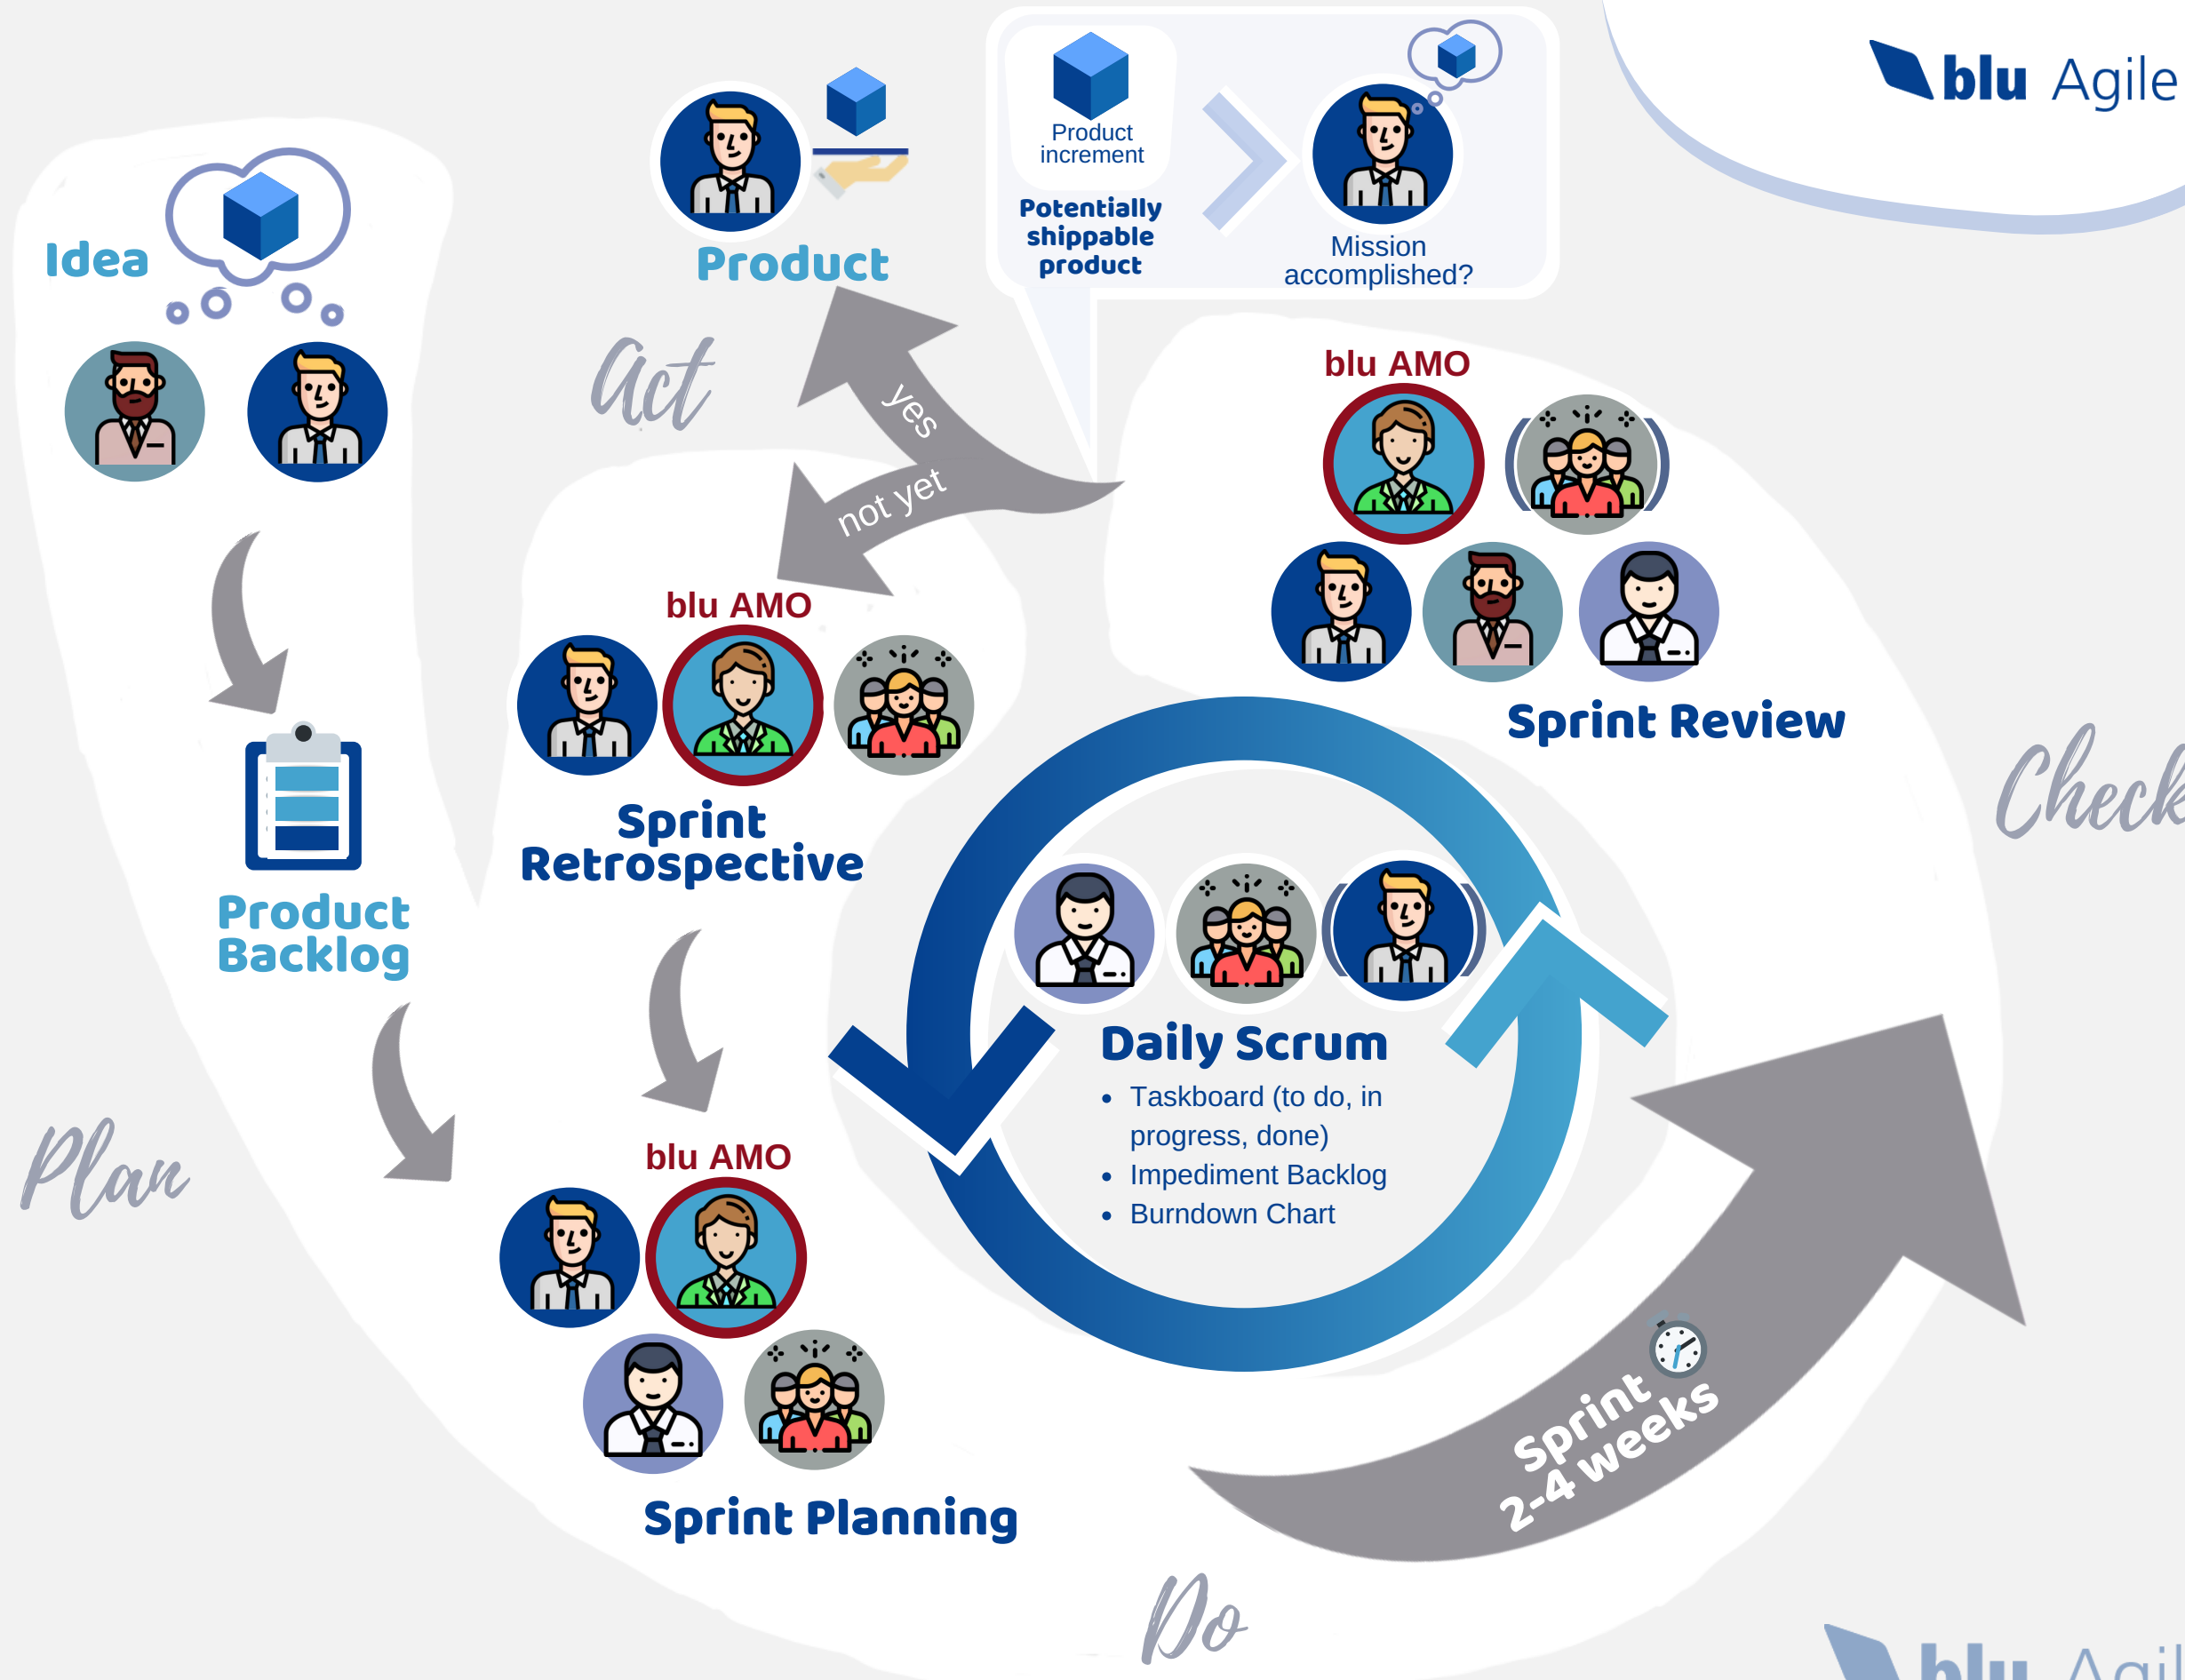 blu Agile
Idea
Product
Product
increment
Potentially
shippable
product
Mission
accomplished?
Act
yes
not yet
blu AMO
Sprint Review
blu AMO
Sprint
Retrospective
Check
Product
Backlog
Daily Scrum
• Taskboard (to do, in
progress, done)
• Impediment Backlog
• Burndown Chart
Plan
blu AMO
Sprint Planning
Sprint
2-4 weeks
Do
blu Agil